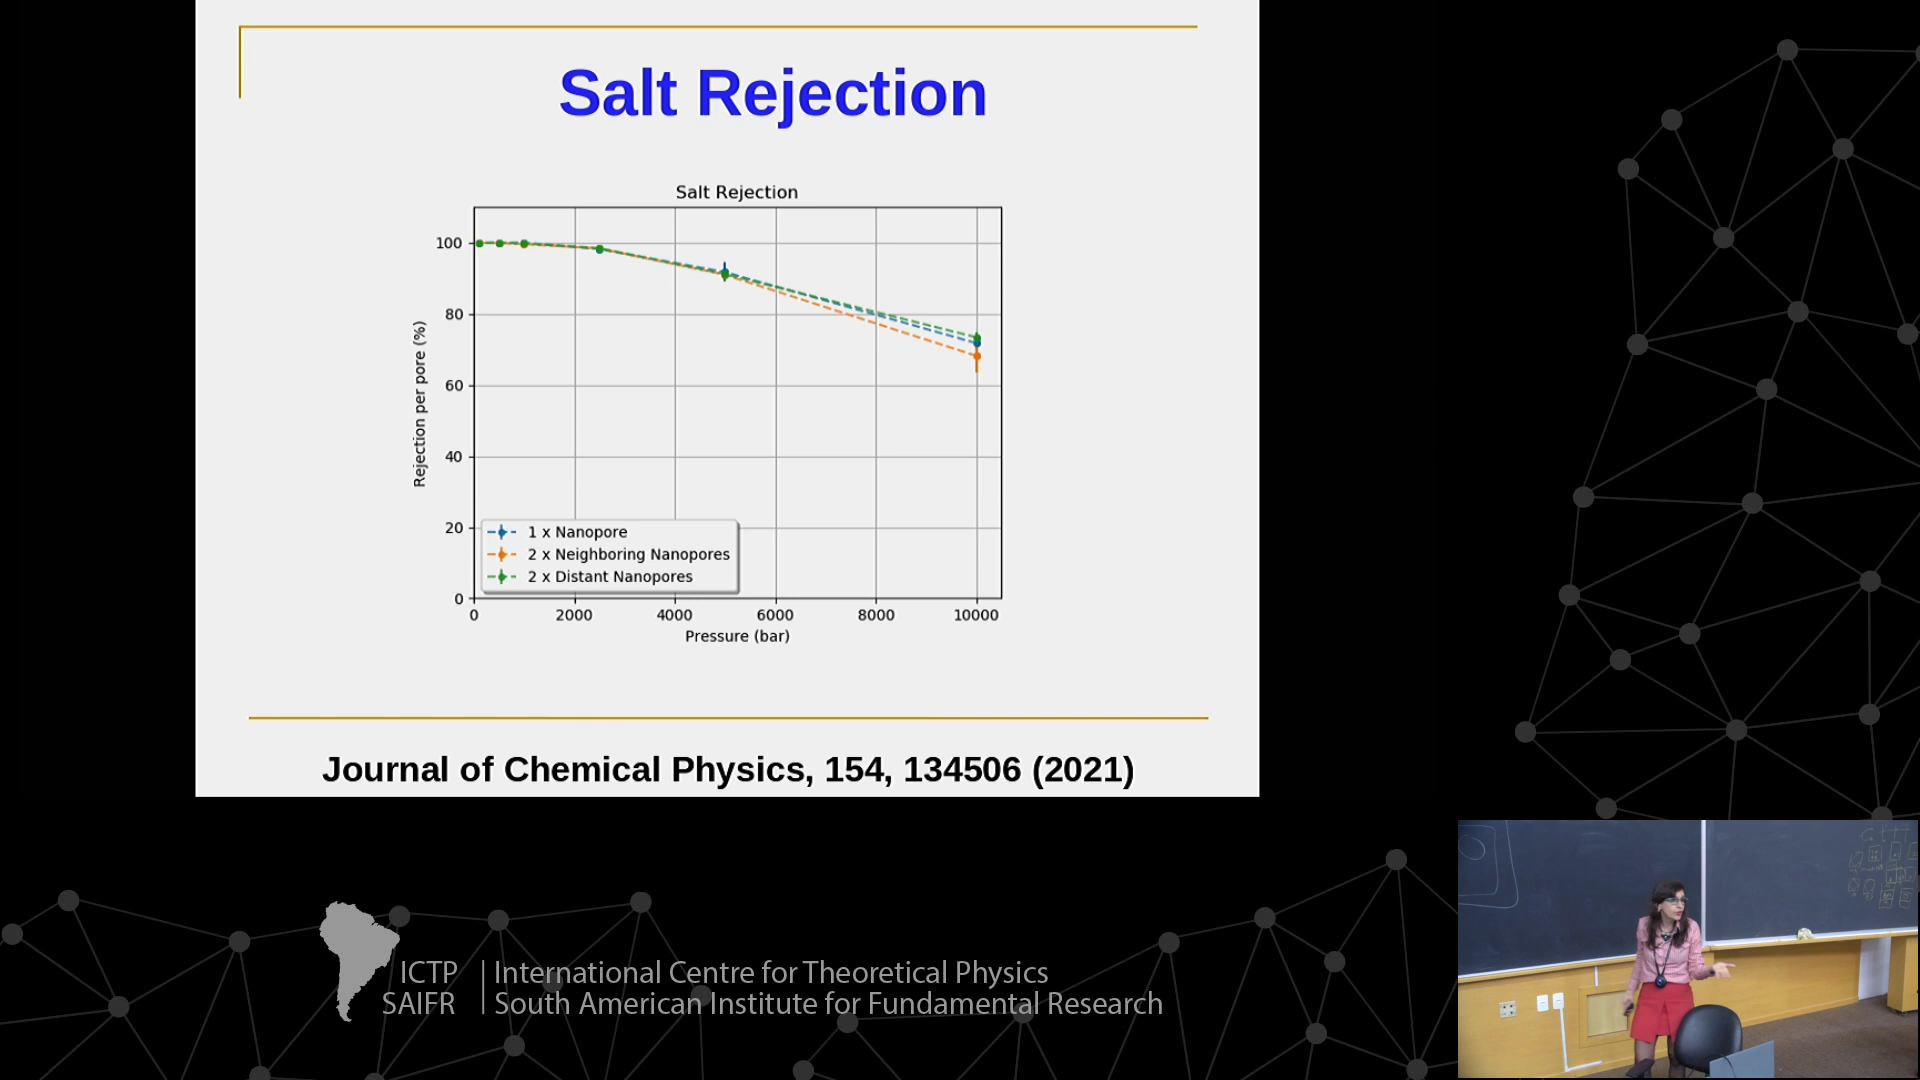 Salt Rejection
Salt Rejection
100
80
60
40
20
0
Rejection per pore (%)
1 x Nanopore
2 x Neighboring Nanopores
2 x Distant Nanopores
0 2000 4000 6000 8000 10000
Pressure (bar)
Journal of Chemical Physics, 154, 134506 (2021)
ICTP International Centre for Theoretical Physics
SAIFR South American Institute for Fundamental Research